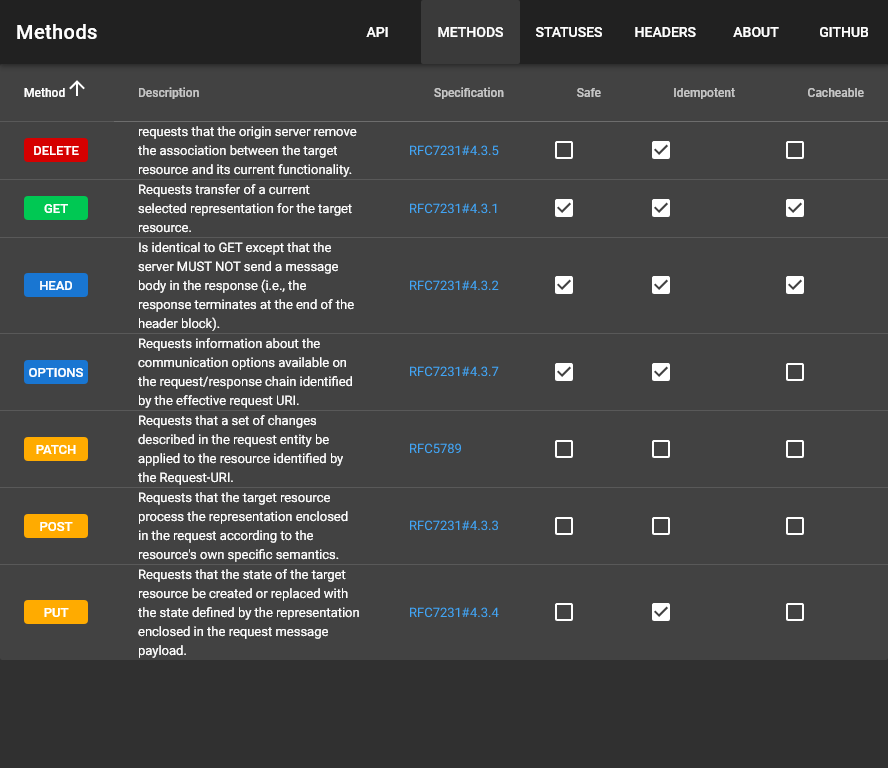 Methods
API METHODS STATUSES HEADERS ABOUT GITHUB
Method Description Specification Safe Idempotent Cacheable
DELETE
requests that the origin server remove
the association between the target
resource and its current functionality.
RFC7231#4.3.5
GET
Requests transfer of a current
selected representation for the target
resource.
RFC7231#4.3.1
HEAD
Is identical to GET except that the
server MUST NOT send a message
body in the response (i.e., the
response terminates at the end of the
header block).
RFC7231#4.3.2
OPTIONS
Requests information about the
communication options available on
the request/response chain identified
by the effective request URI.
RFC7231#4.3.7
PATCH
Requests that a set of changes
described in the request entity be
applied to the resource identified by
the Request-URI.
RFC5789
POST
Requests that the target resource
process the representation enclosed
in the request according to the
resource's own specific semantics.
RFC7231#4.3.3
PUT
Requests that the state of the target
resource be created or replaced with
the state defined by the representation
enclosed in the request message
payload.
RFC7231#4.3.4